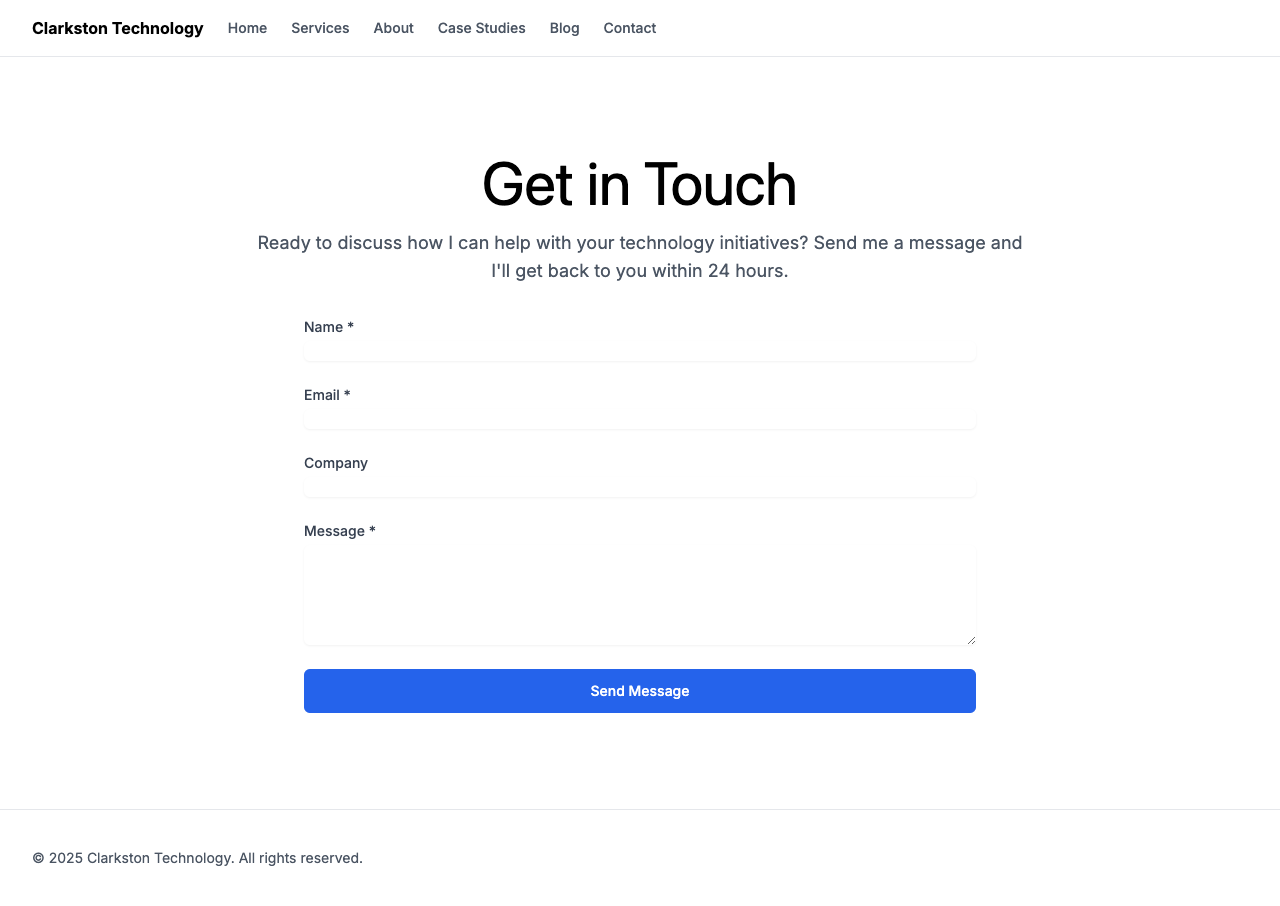 Clarkston Technology Home Services About Case Studies Blog Contact
Get in Touch
Ready to discuss how I can help with your technology initiatives? Send me a message and
I'll get back to you within 24 hours.
Name *
Email *
Company
Message *
Send Message
© 2025 Clarkston Technology. All rights reserved.